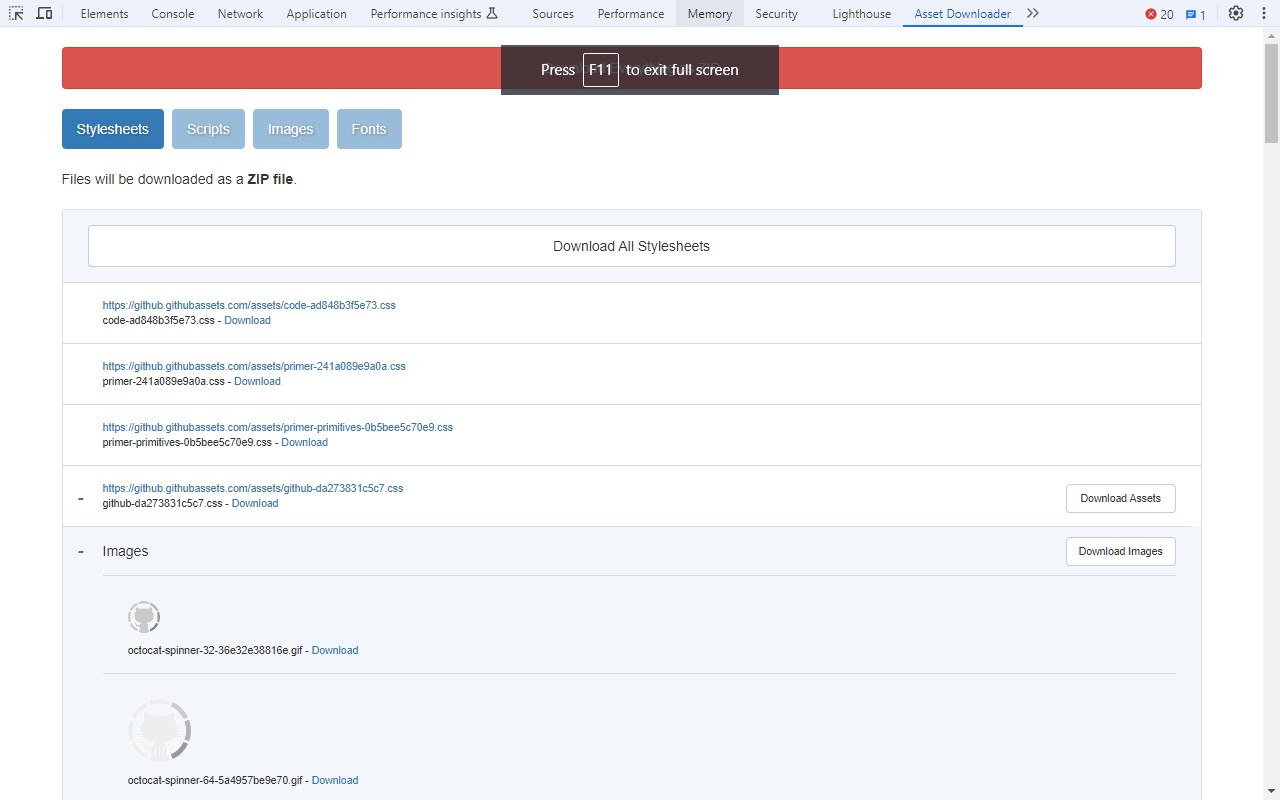 Elements Console Network Application Performance insights Sources Performance Memory Security Lighthouse Asset Downloader 20 1
Press F11 to exit full screen
Stylesheets Scripts Images Fonts
Files will be downloaded as a ZIP file.
Download All Stylesheets
https://github.githubassets.com/assets/code-ad848b3f5e73.css
code-ad848b3f5e73.css - Download
https://github.githubassets.com/assets/primer-241a089e9a0a.css
primer-241a089e9a0a.css - Download
https://github.githubassets.com/assets/primer-primitives-0b5bee5c70e9.css
primer-primitives-0b5bee5c70e9.css - Download
- https://github.githubassets.com/assets/github-da273831c5c7.css
github-da273831c5c7.css - Download
Download Assets
- Images Download Images
octocat-spinner-32-36e32e38816e.gif - Download
octocat-spinner-64-5a4957be9e70.gif - Download